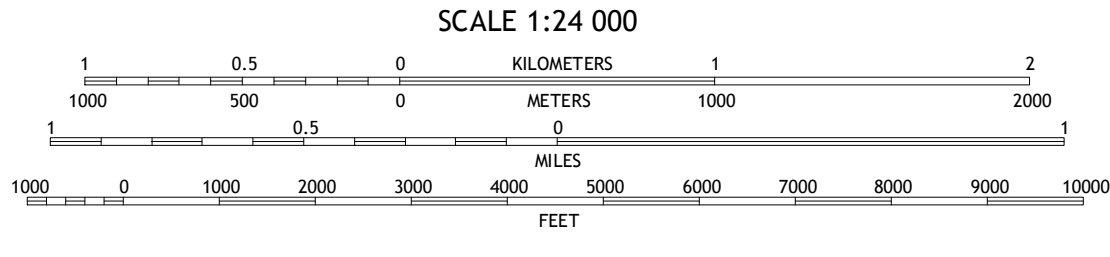 SCALE 1:24 000
1 0.5 0 KILOMETERS 1 2
1000 500 0 METERS 1000 2000
1 0.5 0 1
MILES
1000 0 1000 2000 3000 4000 5000 6000 7000 8000 9000 10000
FEET